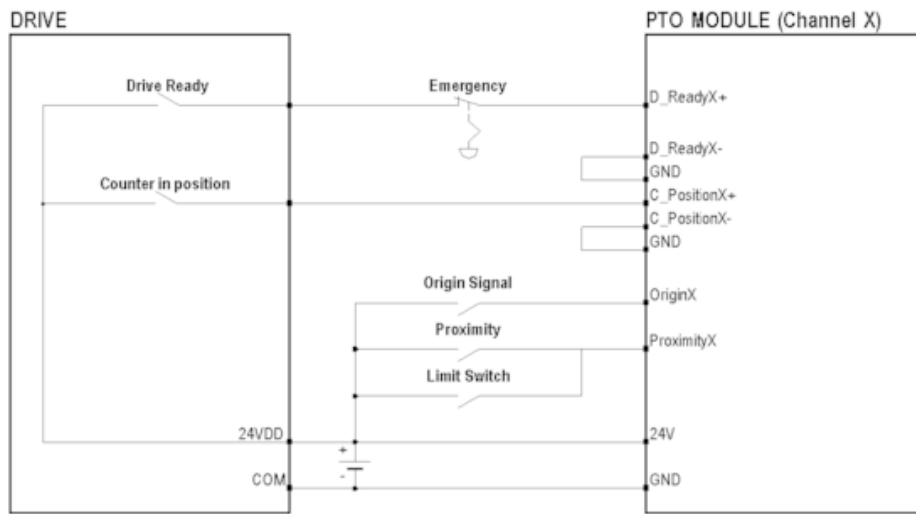 DRIVE
PTO MODULE (Channel X)
Drive Ready
Emergency
D_ReadyX+
D_ReadyX-
GND
Counter in position
C_PositionX+
C_PositionX-
GND
Origin Signal
OriginX
Proximity
ProximityX
Limit Switch
24VDD
+
24V
-
COM
GND